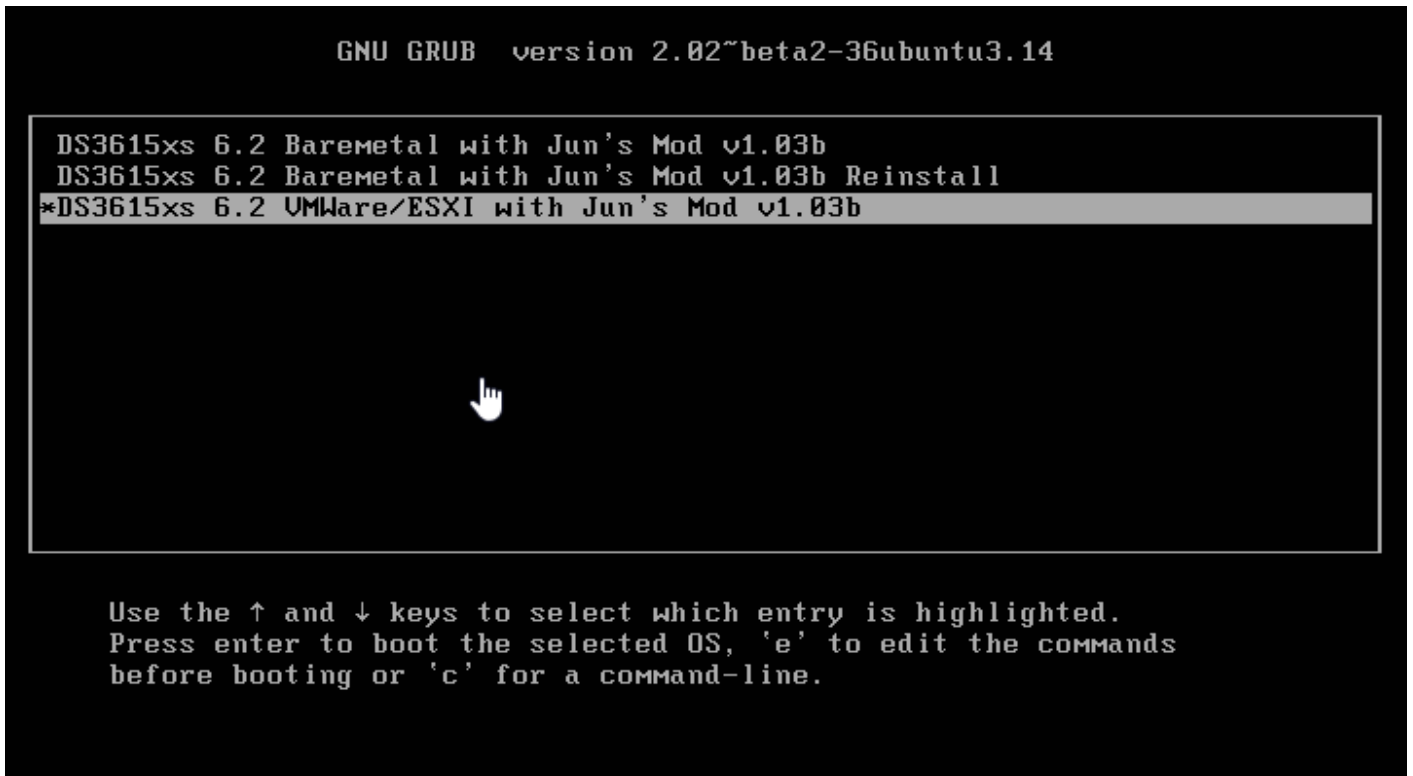 GNU GRUB version 2.02~beta2-36ubuntu3.14
DS3615xs 6.2 Baremetal with Jun's Mod v1.03b
DS3615xs 6.2 Baremetal with Jun's Mod v1.03b Reinstall
*DS3615xs 6.2 VMWare/ESXI with Jun's Mod v1.03b
Use the ↑ and ↓ keys to select which entry is highlighted.
Press enter to boot the selected OS, `e' to edit the commands
before booting or `c' for a command-line.